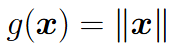 g(𝒙) = ‖𝒙‖